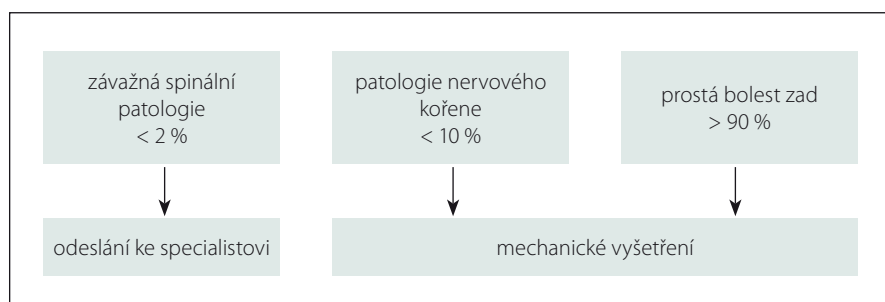 závažná spinální
patologie
< 2 %
patologie nervového
kořene
< 10 %
prostá bolest zad
> 90 %
odeslání ke specialistovi
mechanické vyšetření